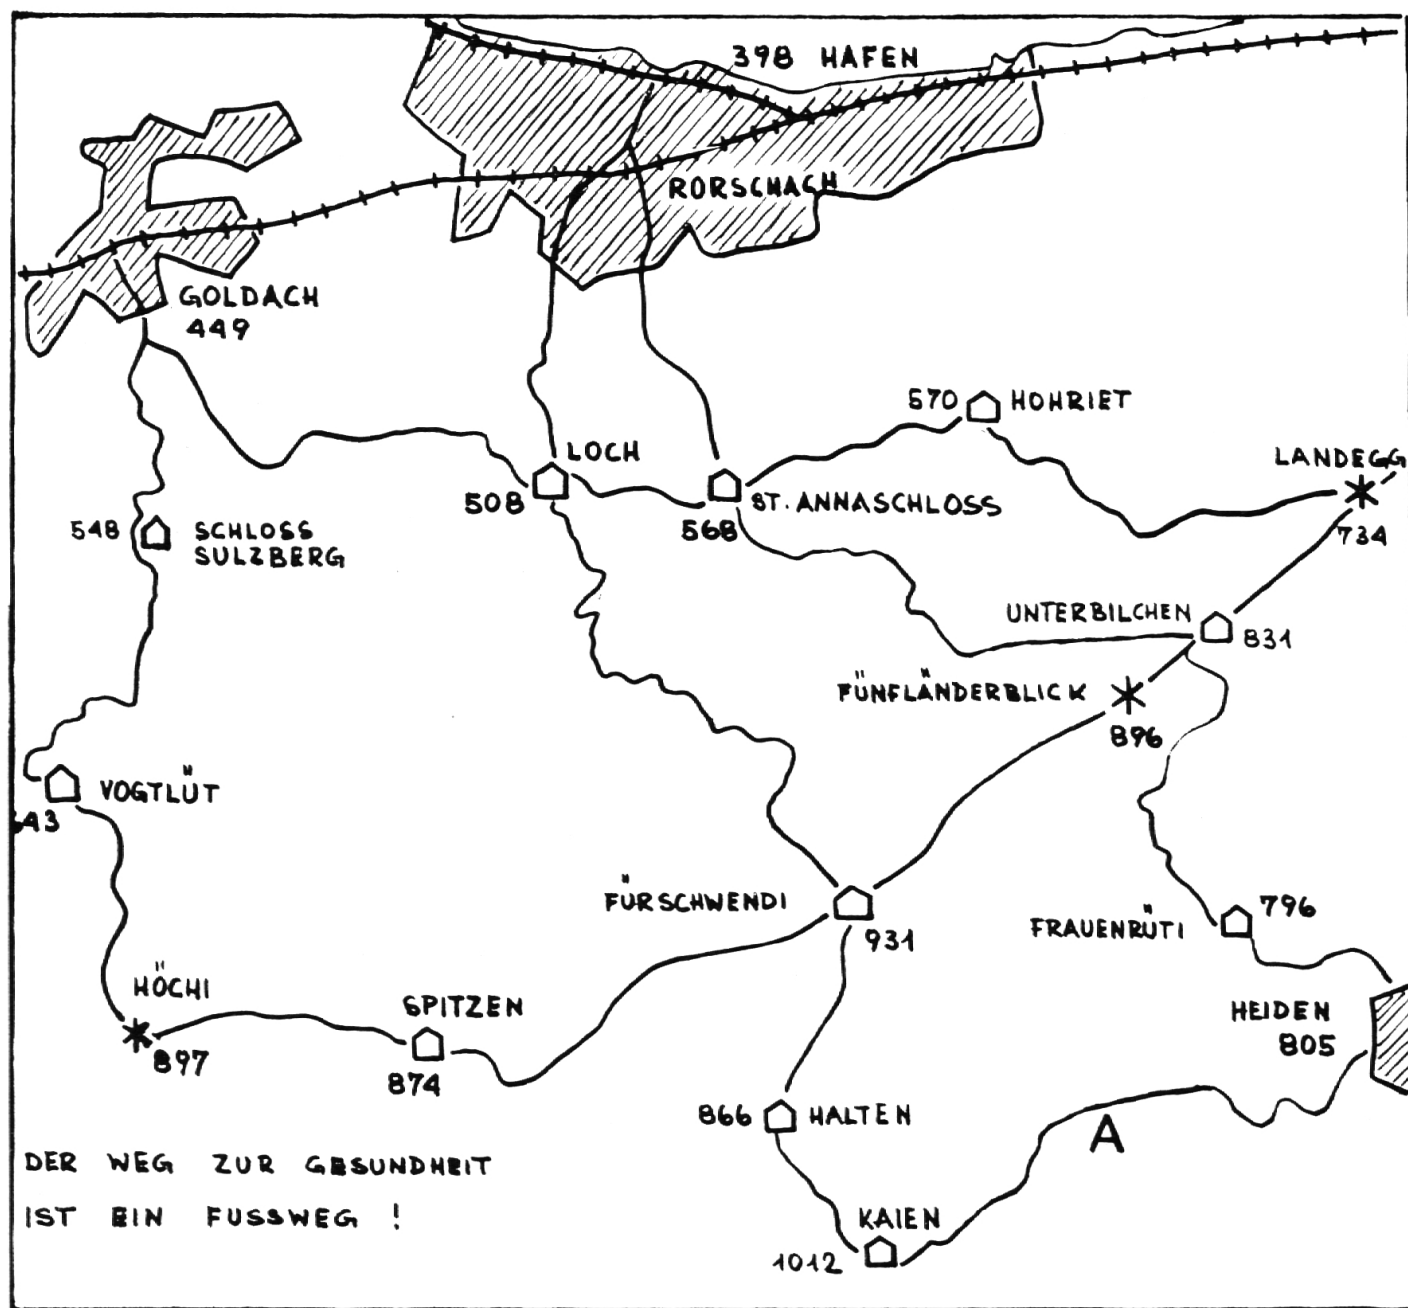 398 HAFEN
RORSCHACH
GOLDACH
449
570 HOHRIET
LOCH
508
LANDEGG
734
ST. ANNASCHLOSS
568
548 SCHLOSS
SULZBERG
UNTERBILCHEN
831
FÜNFLÄNDERBLICK
896
VOGTLÜT
643
FÜRSCHWENDI
931
796
FRAUENRÜTI
HÖCHI
897
SPITZEN
874
HEIDEN
805
866 HALTEN
A
DER WEG ZUR GESUNDHEIT
IST EIN FUSSWEG !
KAIEN
1012